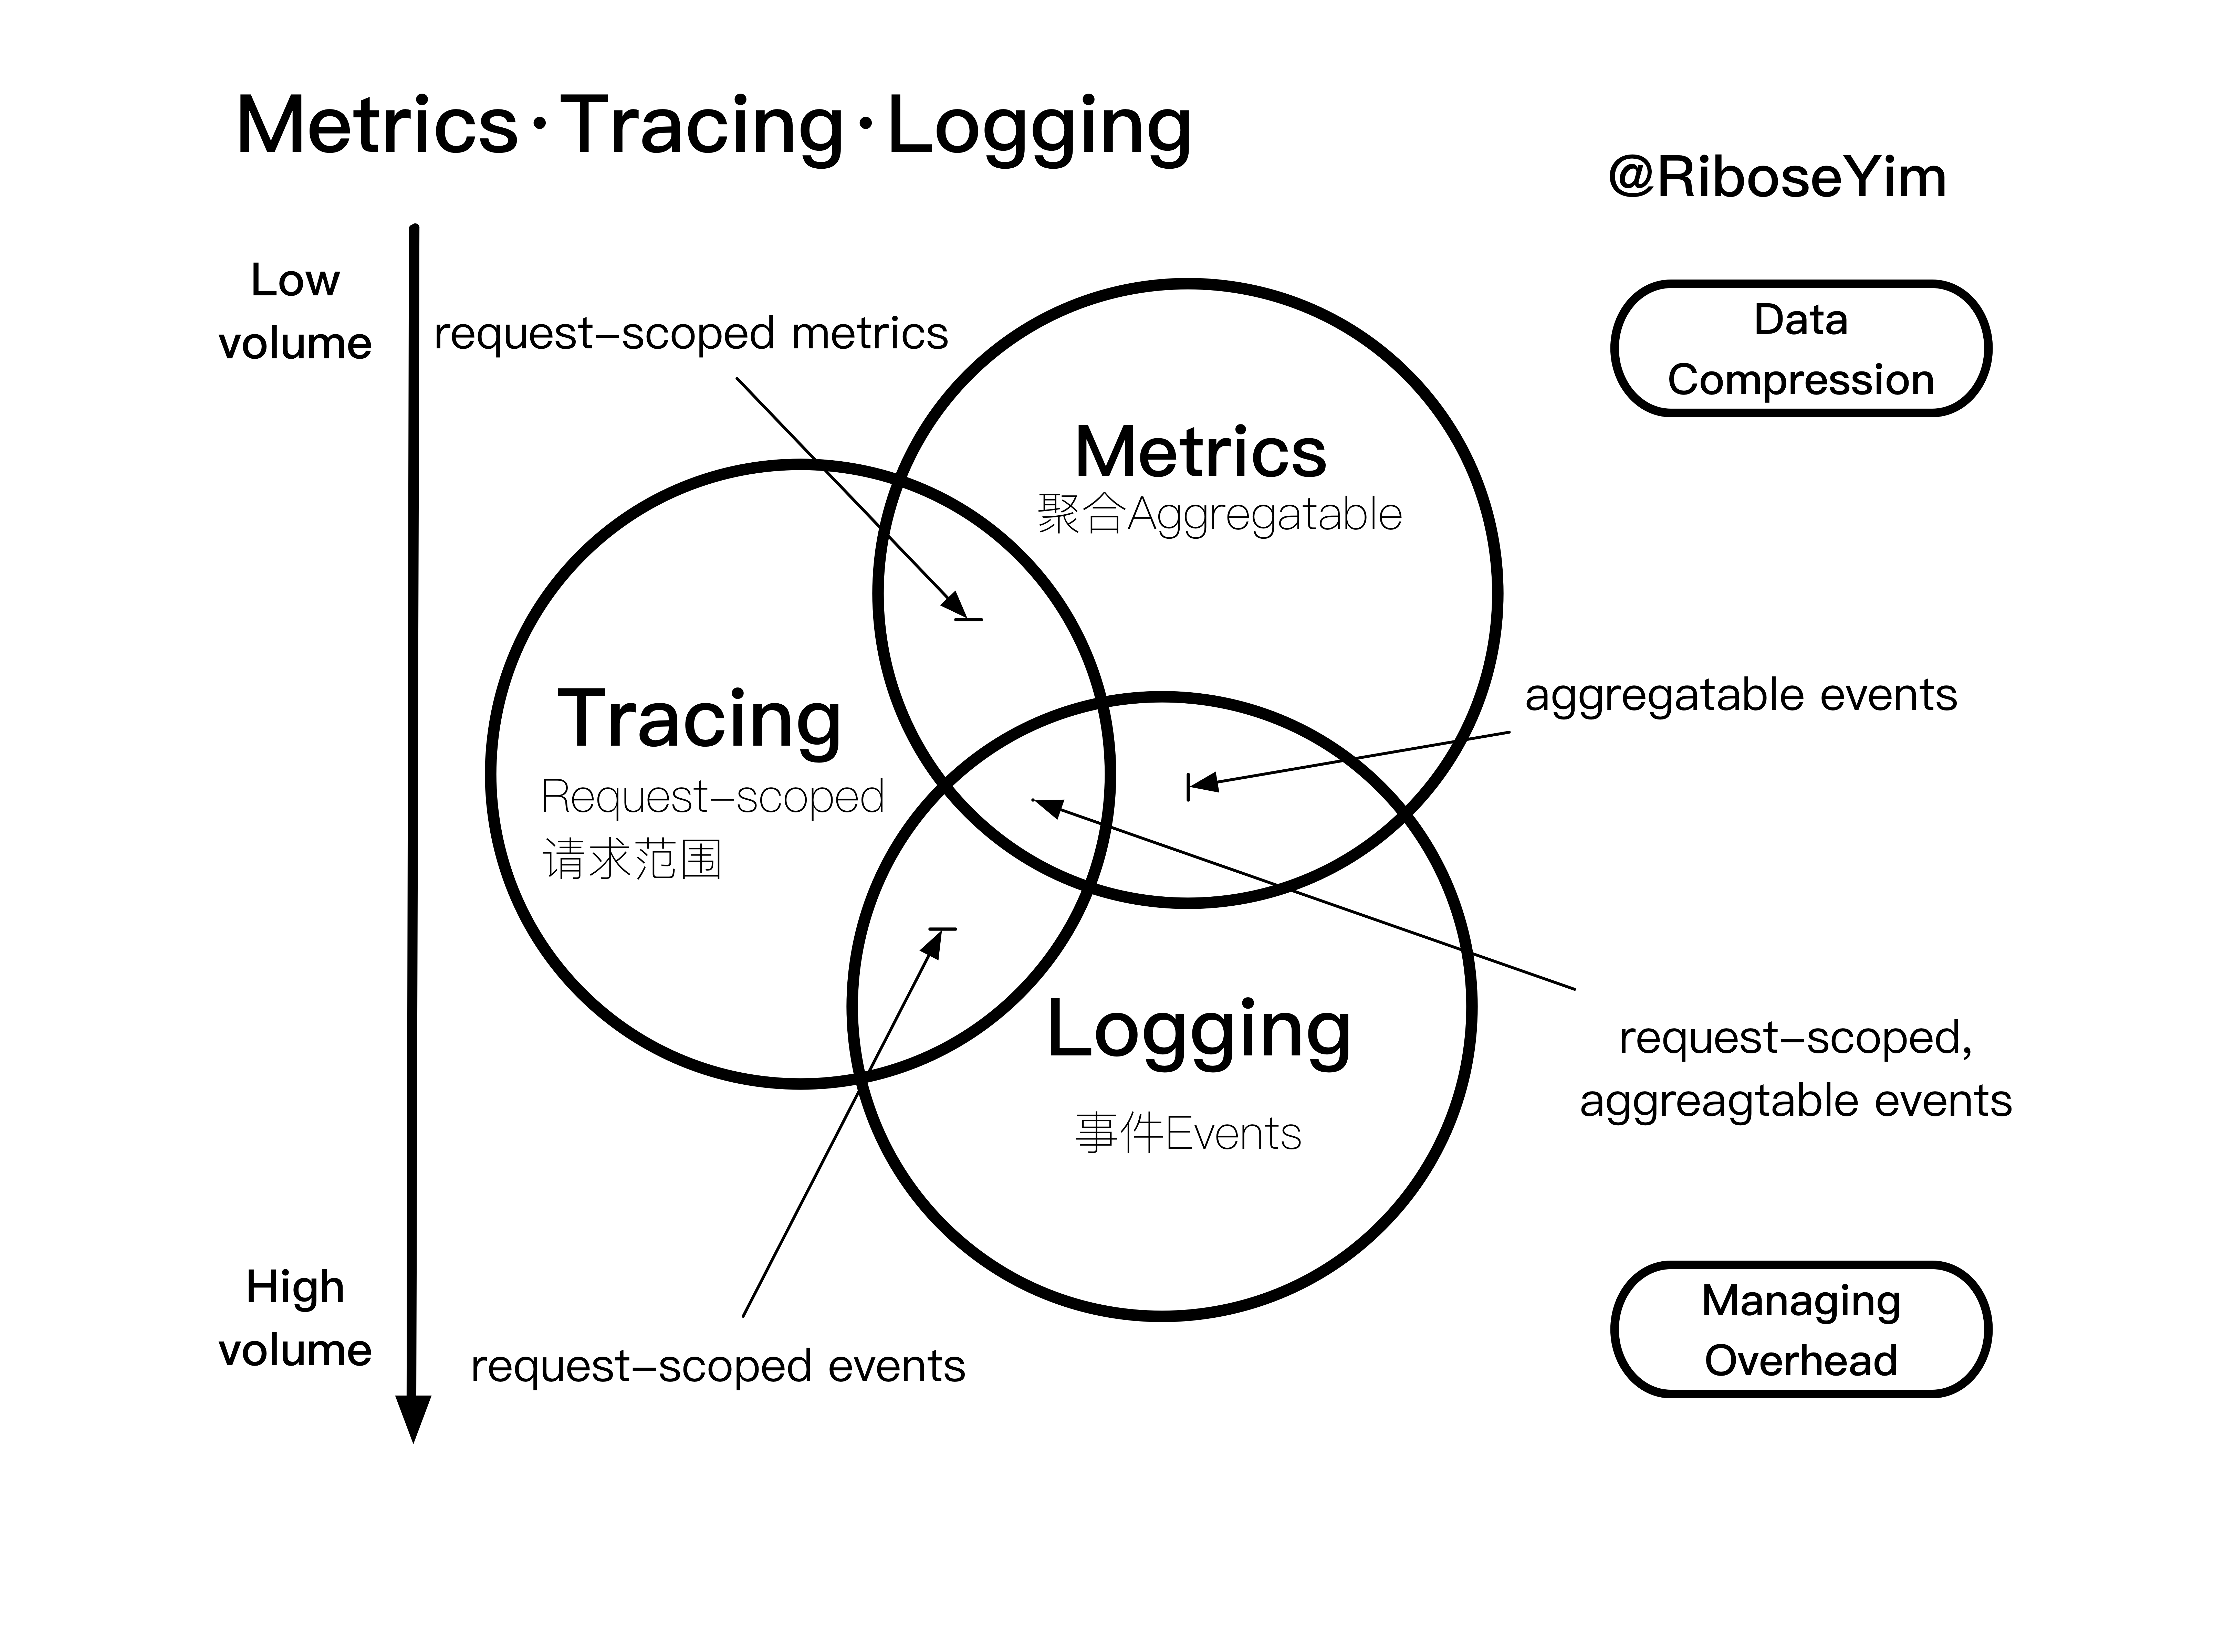 Metrics·Tracing·Logging
@RiboseYim
Low
volume
request-scoped metrics
Data
Compression
Metrics
聚合Aggregatable
Tracing
Request-scoped
请求范围
aggregatable events
Logging
事件Events
request-scoped,
aggreagtable events
High
volume
request-scoped events
Managing
Overhead